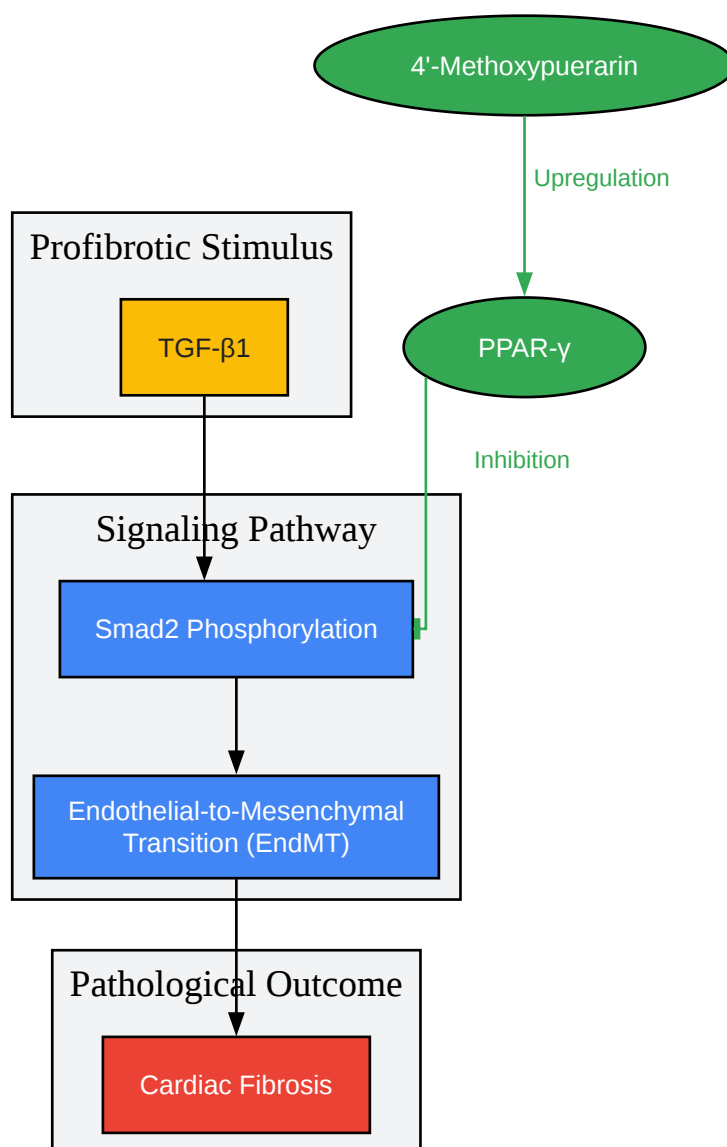 4'-Methoxypuerarin
Upregulation
Profibrotic Stimulus
TGF-β1
PPAR-γ
Inhibition
Signaling Pathway
Smad2 Phosphorylation
Endothelial-to-Mesenchymal
Transition (EndMT)
Pathological Outcome
Cardiac Fibrosis